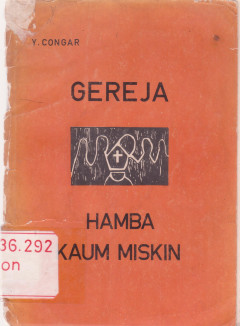 Y. CONGAR
GEREJA
HAMBA
KAUM MISKIN
36.292
on